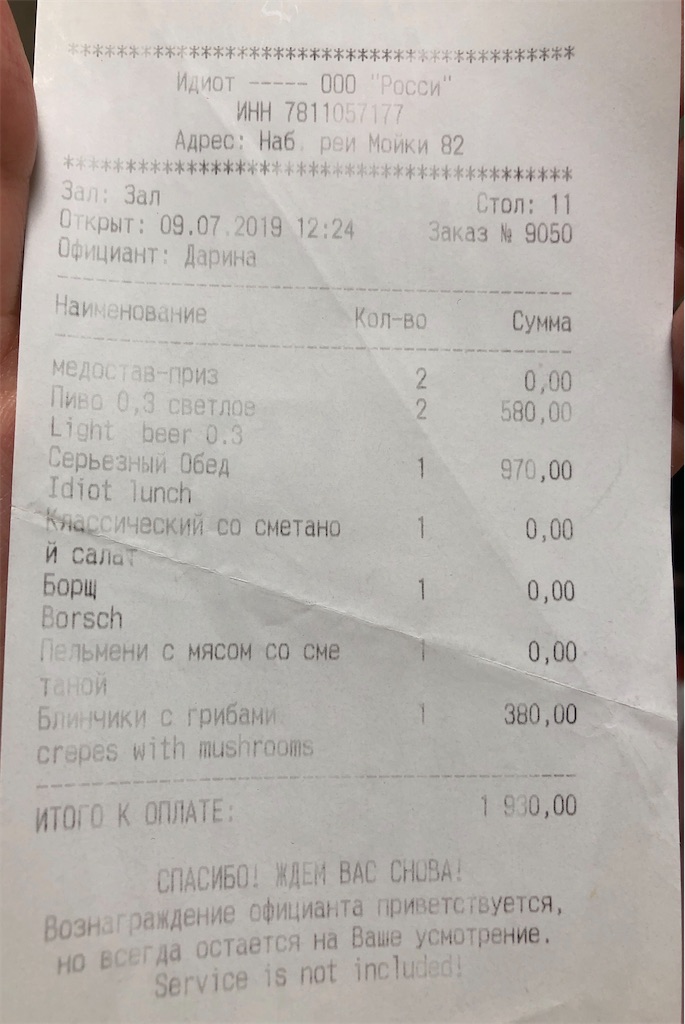 *****************************************
Идиот ----- ООО "Росси"
ИНН 7811057177
Адрес: Наб. реи Мойки 82
*****************************************
Зал: Зал Стол: 11
Открыт: 09.07.2019 12:24 Заказ № 9050
Официант: Дарина
Наименование Кол-во Сумма
медостав-приз 2 0,00
Пиво 0,3 светлое 2 580,00
Light beer 0.3
Серьезный Обед 1 970,00
Idiot lunch
Классический со сметано 1 0,00
й салат
Борщ 1 0,00
Borsch
Пельмени с мясом со сме 1 0,00
таной
Блинчики с грибами 1 380,00
crepes with mushrooms
ИТОГО К ОПЛАТЕ: 1 930,00
СПАСИБО! ЖДЕМ ВАС СНОВА!
Вознаграждение официанта приветствуется,
но всегда остается на Ваше усмотрение.
Service is not included!